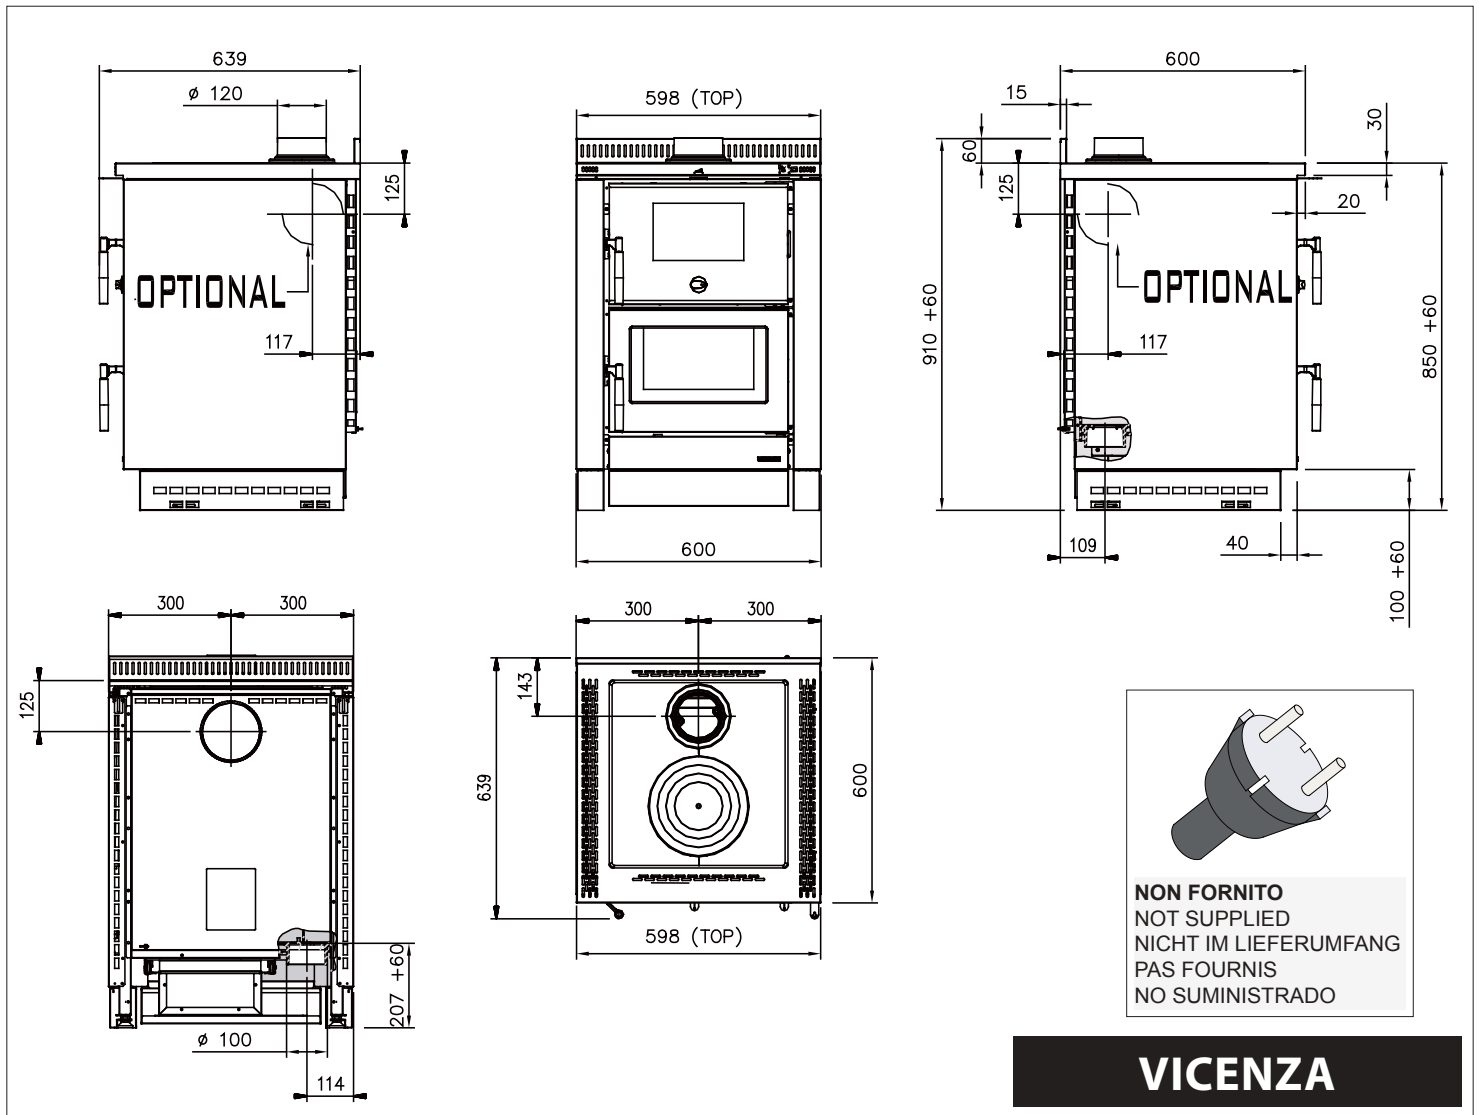 639
ø 120
125
OPTIONAL
117
598 (TOP)
600
600
15
60
30
125
20
910 +60
OPTIONAL
850 +60
117
109
40
100 +60
300 300
125
207 +60
ø 100
114
300 300
143
639
600
598 (TOP)
NON FORNITO
NOT SUPPLIED
NICHT IM LIEFERUMFANG
PAS FOURNIS
NO SUMINISTRADO
VICENZA